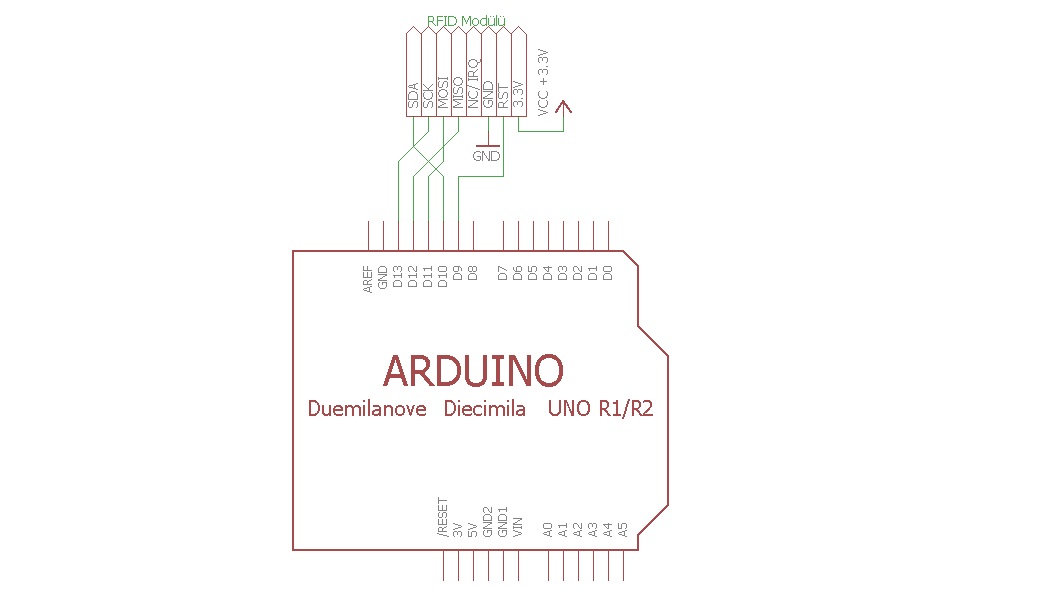 RFID Modülü
SDA
SCK
MOSI
MISO
NC/IRQ
GND
RST
3.3V
VCC +3.3V
GND
AREF
GND
D13
D12
D11
D10
D9
D8
D7
D6
D5
D4
D3
D2
D1
D0
ARDUINO
Duemilanove Diecimila UNO R1/R2
/RESET
3V
5V
GND2
GND1
VIN
A0
A1
A2
A3
A4
A5